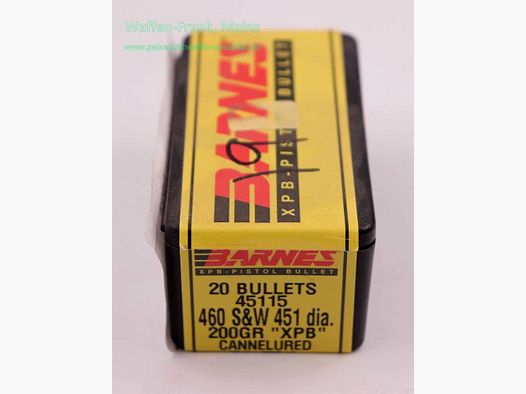 Waffen-Frank, Mainz
BARNES
XPB-PISTOL BULLET
BARNES
XPB-PISTOL BULLET
20 BULLETS
45115
460 S&W 451 dia.
200GR "XPB"
CANNELURED